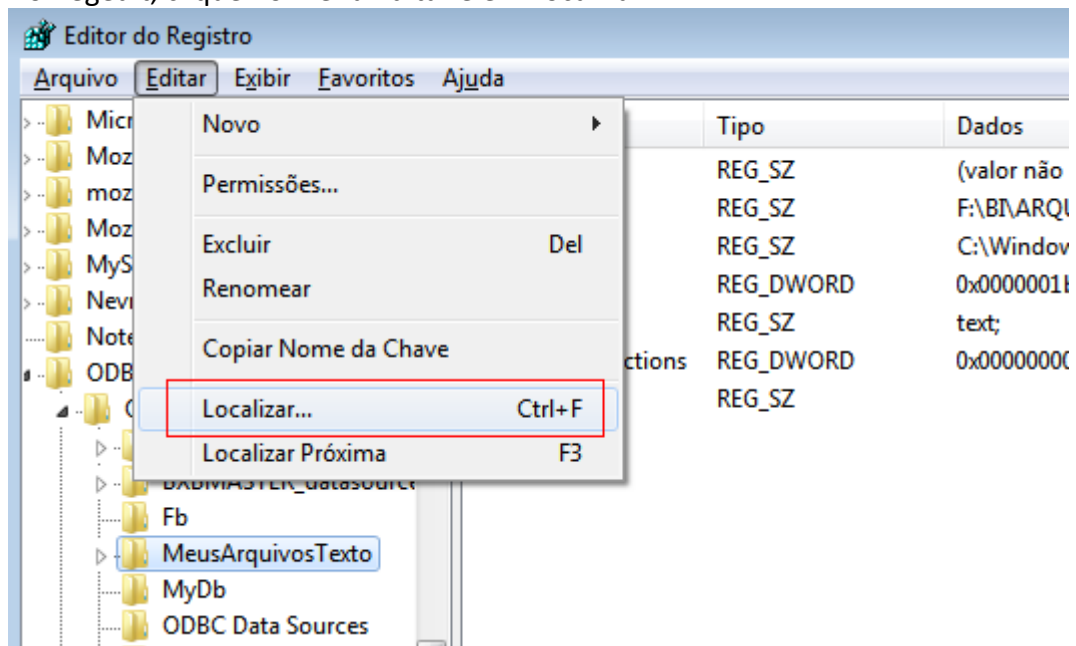 Editor do Registro
Arquivo Editar Exibir Favoritos Ajuda
Novo
Tipo Dados
Permissões...
REG_SZ (valor não
REG_SZ
Excluir Del
REG_SZ
Renomear
REG_DWORD
REG_SZ text;
Copiar Nome da Chave
REG_DWORD
Localizar... Ctrl+F
REG_SZ
Localizar Próxima F3
Fb
MeusArquivosTexto
MyDb
ODBC Data Sources